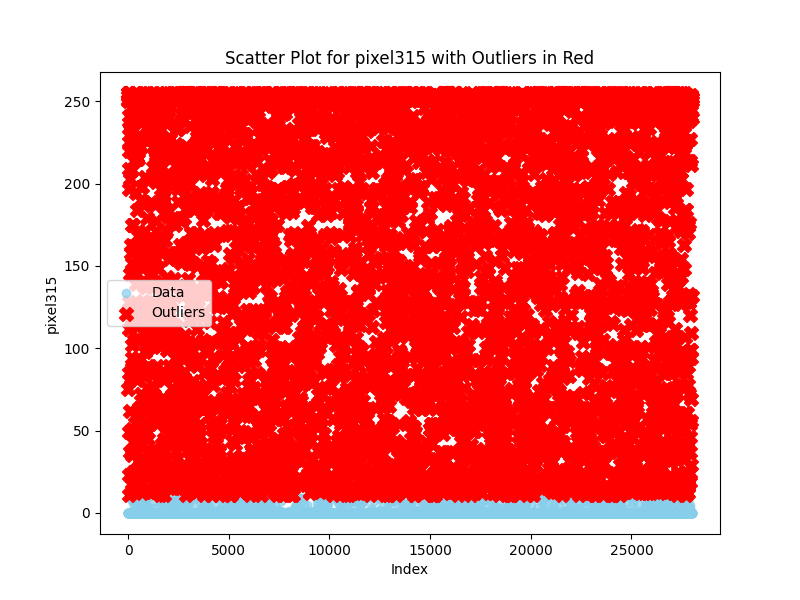 Scatter Plot for pixel315 with Outliers in Red
250
200
150
100
50
0
pixel315
Data
Outliers
0 5000 10000 15000 20000 25000
Index